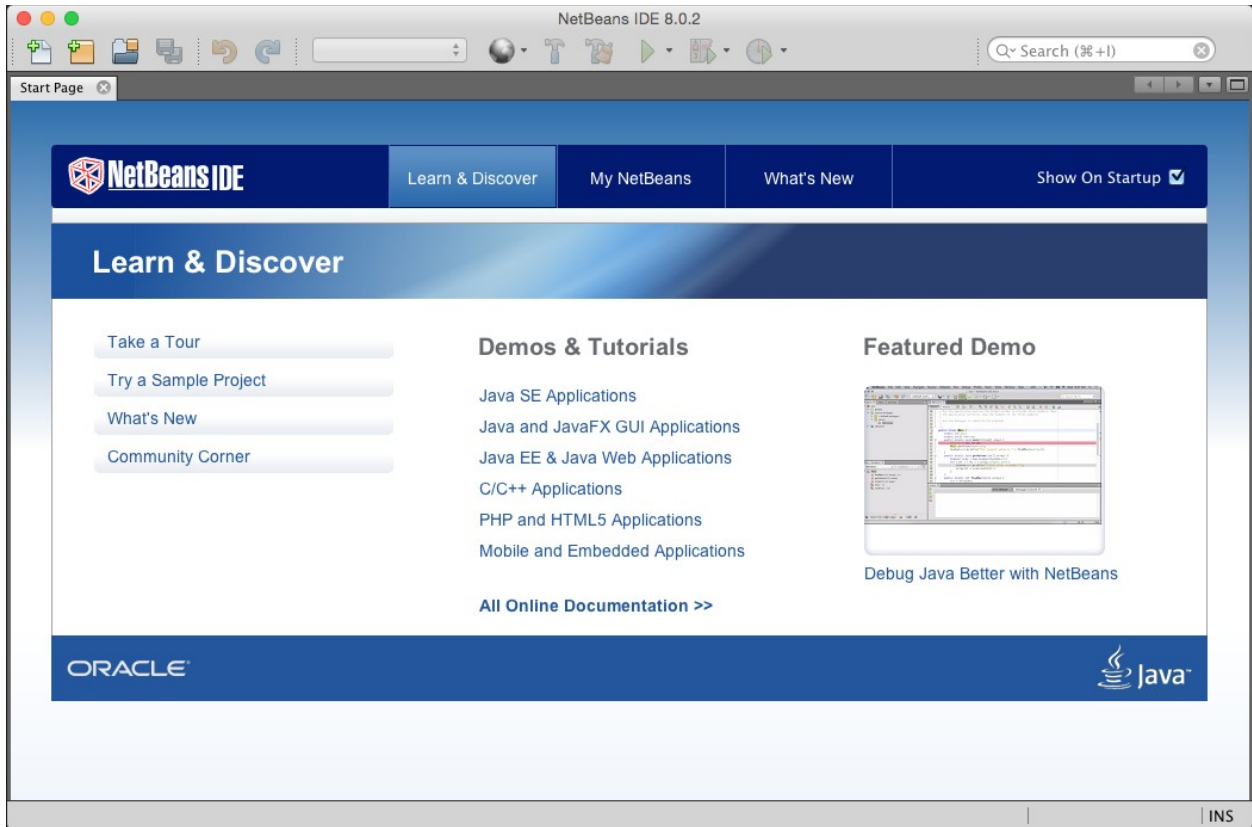 NetBeans IDE 8.0.2
Search (⌘+I)
Start Page
NetBeans IDE
Learn & Discover
My NetBeans
What's New
Show On Startup
Learn & Discover
Take a Tour
Try a Sample Project
What's New
Community Corner
Demos & Tutorials
Java SE Applications
Java and JavaFX GUI Applications
Java EE & Java Web Applications
C/C++ Applications
PHP and HTML5 Applications
Mobile and Embedded Applications
All Online Documentation >>
Featured Demo
Debug Java Better with NetBeans
ORACLE
Java
INS